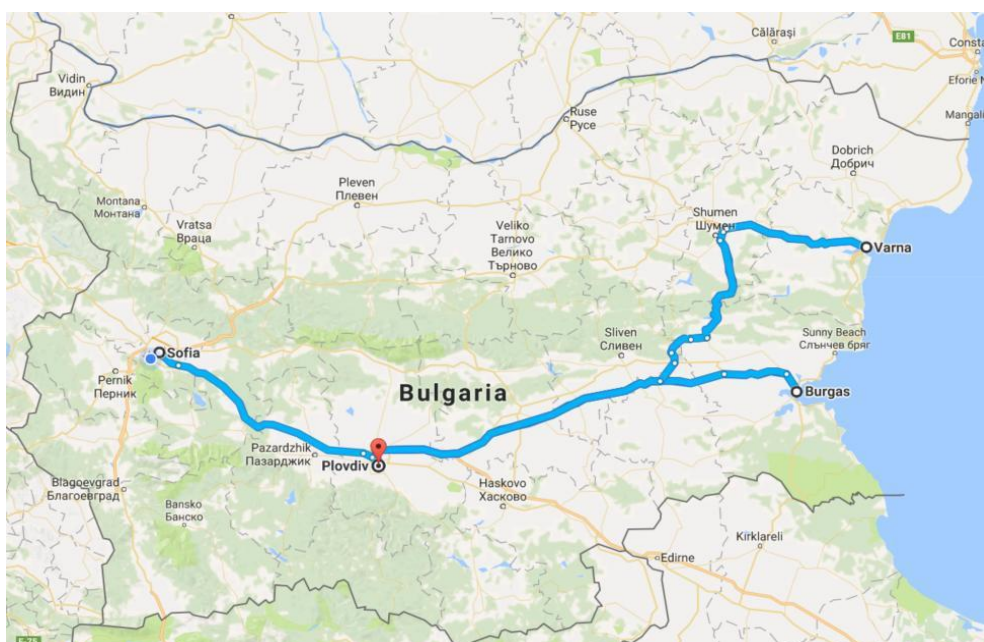 Călărași
E81
Const
Eforie N
Mangali
Vidin
Видин
Ruse
Русе
Dobrich
Добрич
Pleven
Плевен
Montana
Монтана
Vratsa
Враца
Veliko
Tarnovo
Велико
Търново
Shumen
Шумен
Varna
Sunny Beach
Слънчев бряг
Sliven
Сливен
Sofia
Pernik
Перник
Bulgaria
Burgas
Pazardzhik
Пазарджик
Plovdiv
Blagoevgrad
Благоевград
Haskovo
Хасково
Bansko
Банско
Kirklareli
Edirne
E-75